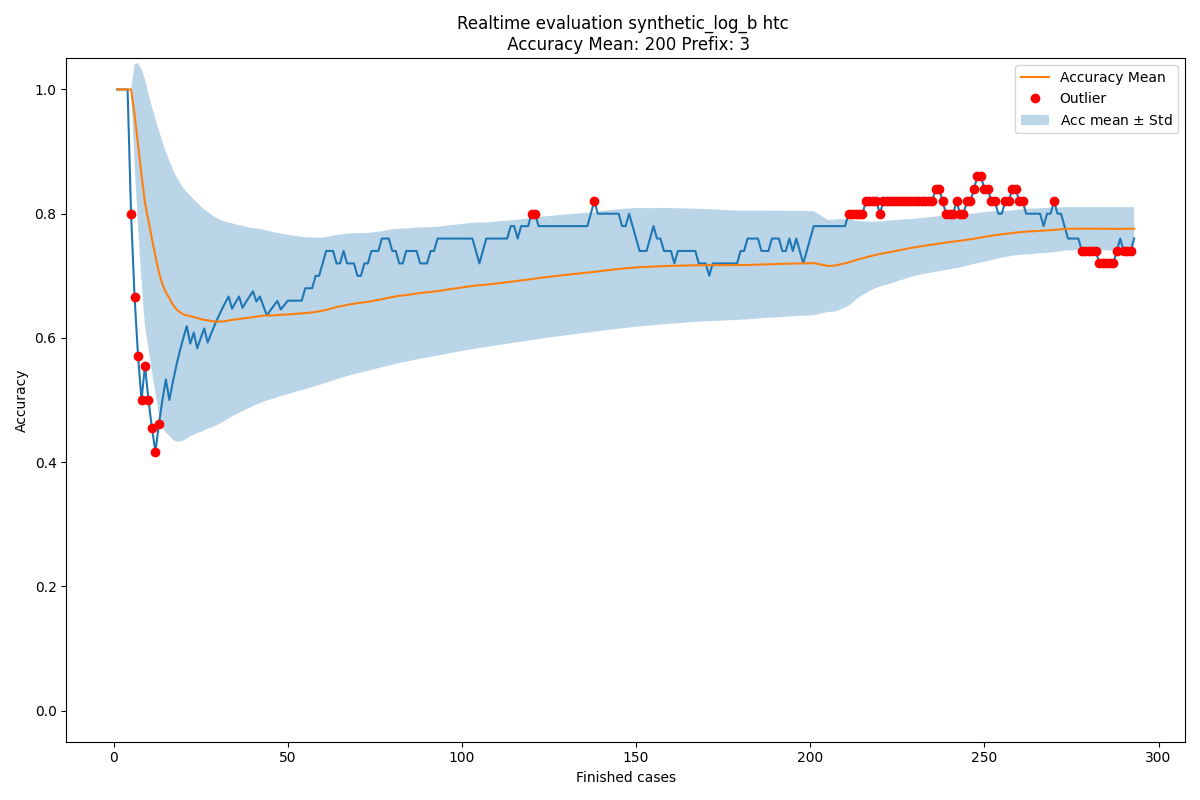 Realtime evaluation synthetic_log_b htc
Accuracy Mean: 200 Prefix: 3
Accuracy Mean
Outlier
Acc mean ± Std
1.0
0.8
0.6
0.4
0.2
0.0
Accuracy
0
50
100
150
200
250
300
Finished cases